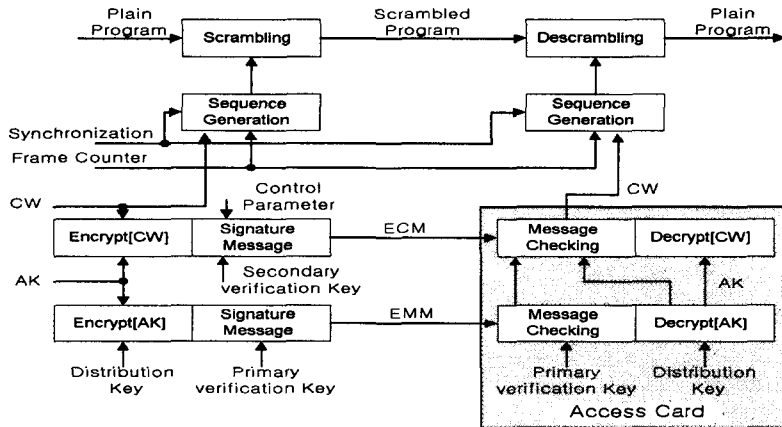 Plain Program
Scrambling
Scrambled Program
Descrambling
Plain Program
Sequence Generation
Sequence Generation
Synchronization
Frame Counter
CW
Control Parameter
CW
Encrypt[CW]
Signature Message
ECM
Message Checking
Decrypt[CW]
AK
Secondary verification Key
AK
Encrypt[AK]
Signature Message
EMM
Message Checking
Decrypt[AK]
Distribution Key
Primary verification Key
Primary verification Key
Distribution Key
Access Card